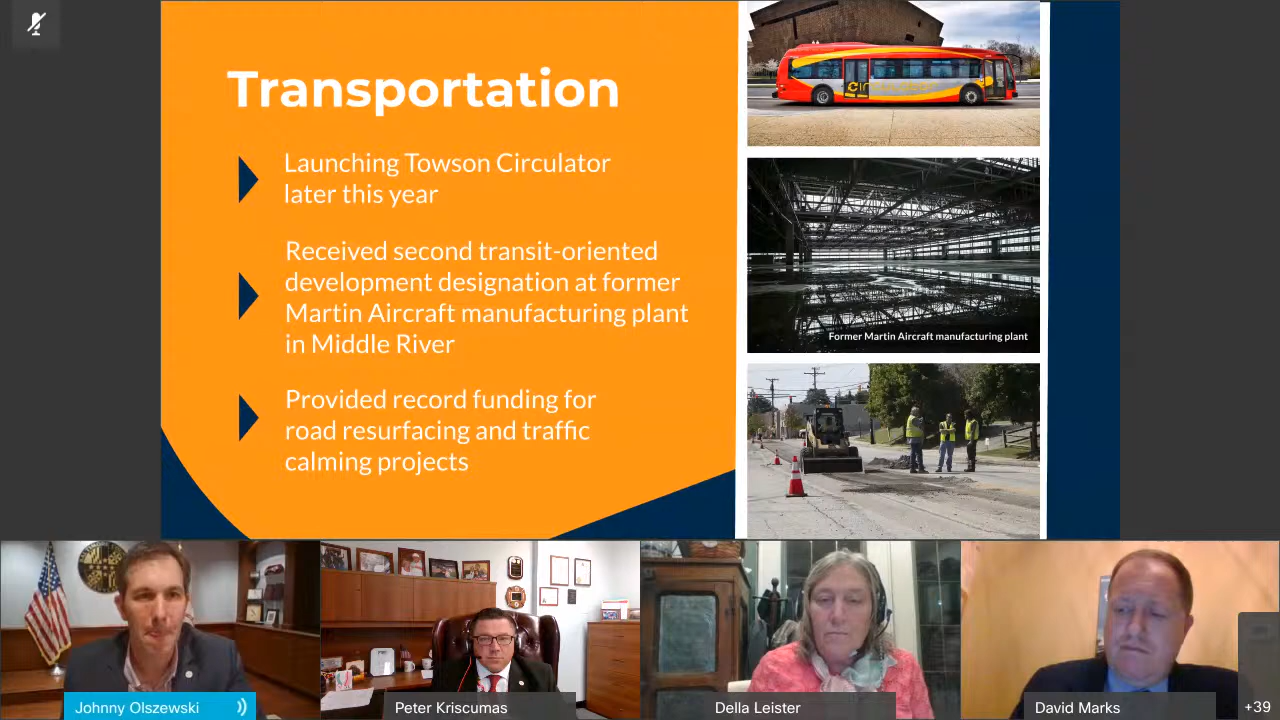 Transportation
Launching Towson Circulator
later this year
Received second transit-oriented
development designation at former
Martin Aircraft manufacturing plant
in Middle River
Provided record funding for
road resurfacing and traffic
calming projects
Former Martin Aircraft manufacturing plant
Johnny Olszewski
Peter Kriscumas
Della Leister
David Marks
+39